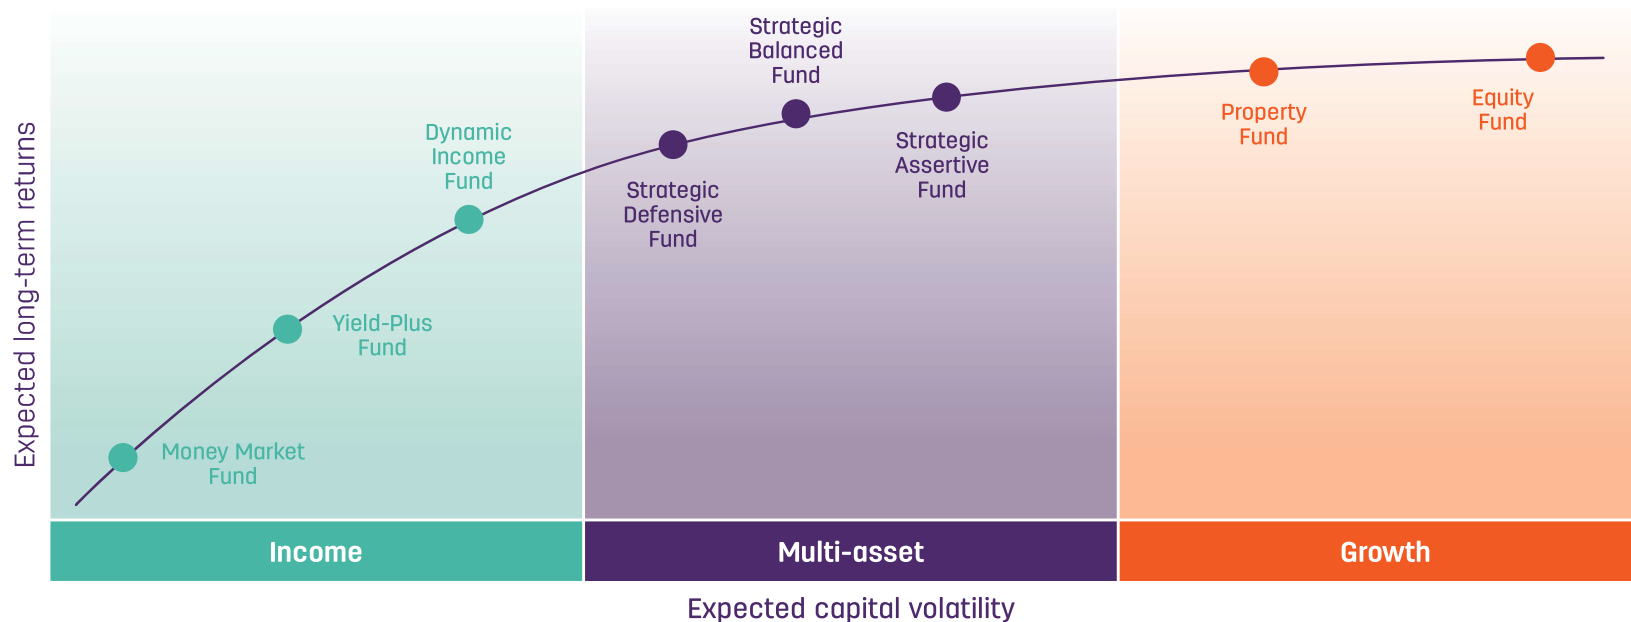 Expected long-term returns
Money Market
Fund
Yield-Plus
Fund
Dynamic
Income
Fund
Strategic
Defensive
Fund
Strategic
Balanced
Fund
Strategic
Assertive
Fund
Property
Fund
Equity
Fund
Income
Multi-asset
Growth
Expected capital volatility